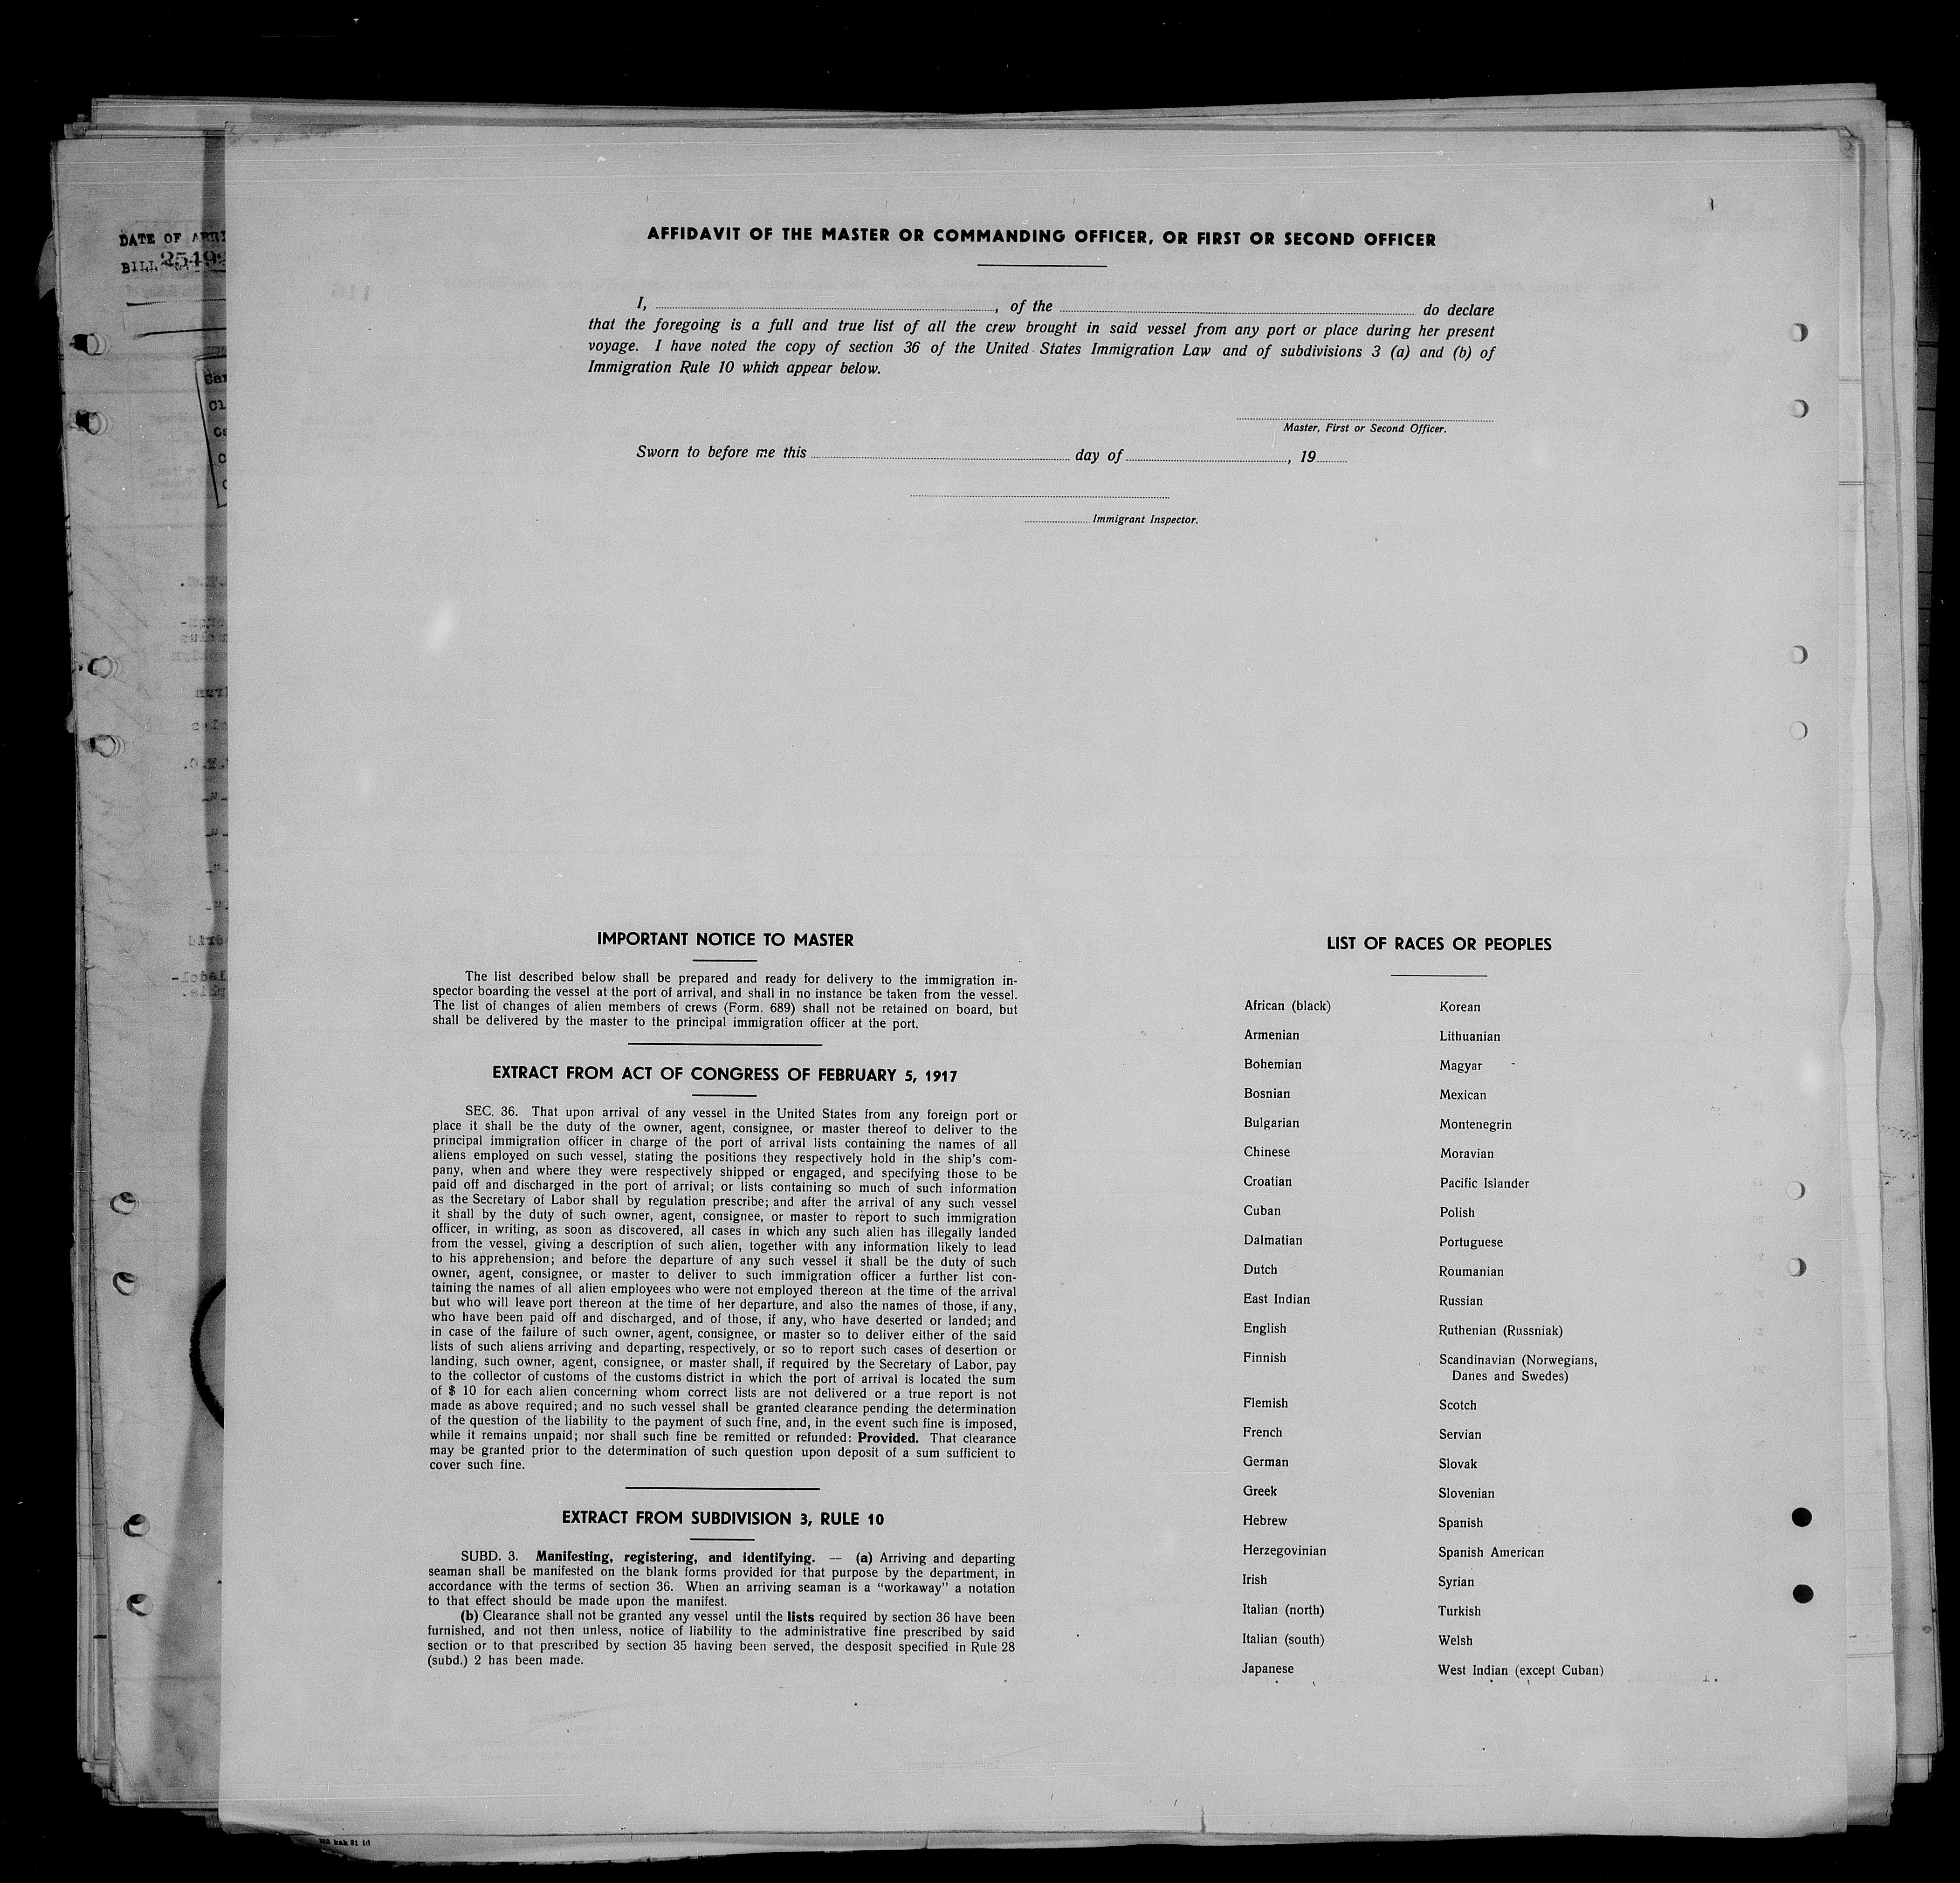 DATE OF ARRI
BILL 25492
AFFIDAVIT OF THE MASTER OR COMMANDING OFFICER, OR FIRST OR SECOND OFFICER
I, , of the do declare
that the foregoing is a full and true list of all the crew brought in said vessel from any port or place during her present
voyage. I have noted the copy of section 36 of the United States Immigration Law and of subdivisions 3 (a) and (b) of
Immigration Rule 10 which appear below.
Master, First or Second Officer.
Sworn to before me this day of , 19
Immigrant Inspector.
IMPORTANT NOTICE TO MASTER
The list described below shall be prepared and ready for delivery to the immigration in-
spector boarding the vessel at the port of arrival, and shall in no instance be taken from the vessel.
The list of changes of alien members of crews (Form. 689) shall not be retained on board, but
shall be delivered by the master to the principal immigration officer at the port.
EXTRACT FROM ACT OF CONGRESS OF FEBRUARY 5, 1917
SEC. 36. That upon arrival of any vessel in the United States from any foreign port or
place it shall be the duty of the owner, agent, consignee, or master thereof to deliver to the
principal immigration officer in charge of the port of arrival lists containing the names of all
aliens employed on such vessel, stating the positions they respectively hold in the ship's com-
pany, when and where they were respectively shipped or engaged, and specifying those to be
paid off and discharged in the port of arrival; or lists containing so much of such information
as the Secretary of Labor shall by regulation prescribe; and after the arrival of any such vessel
it shall by the duty of such owner, agent, consignee, or master to report to such immigration
officer, in writing, as soon as discovered, all cases in which any such alien has illegally landed
from the vessel, giving a description of such alien, together with any information likely to lead
to his apprehension; and before the departure of any such vessel it shall be the duty of such
owner, agent, consignee, or master to deliver to such immigration officer a further list con-
taining the names of all alien employees who were not employed thereon at the time of the arrival
but who will leave port thereon at the time of her departure, and also the names of those, if any,
who have been paid off and discharged, and of those, if any, who have deserted or landed; and
in case of the failure of such owner, agent, consignee, or master so to deliver either of the said
lists of such aliens arriving and departing, respectively, or so to report such cases of desertion or
landing, such owner, agent, consignee, or master shall, if required by the Secretary of Labor, pay
to the collector of customs of the customs district in which the port of arrival is located the sum
of $ 10 for each alien concerning whom correct lists are not delivered or a true report is not
made as above required; and no such vessel shall be granted clearance pending the determination
of the question of the liability to the payment of such fine, and, in the event such fine is imposed,
while it remains unpaid; nor shall such fine be remitted or refunded: Provided. That clearance
may be granted prior to the determination of such question upon deposit of a sum sufficient to
cover such fine.
EXTRACT FROM SUBDIVISION 3, RULE 10
SUBD. 3. Manifesting, registering, and identifying. — (a) Arriving and departing
seaman shall be manifested on the blank forms provided for that purpose by the department, in
accordance with the terms of section 36. When an arriving seaman is a "workaway" a notation
to that effect should be made upon the manifest.
(b) Clearance shall not be granted any vessel until the lists required by section 36 have been
furnished, and not then unless, notice of liability to the administrative fine prescribed by said
section or to that prescribed by section 35 having been served, the desposit specified in Rule 28
(subd.) 2 has been made.
LIST OF RACES OR PEOPLES
African (black)
Armenian
Bohemian
Bosnian
Bulgarian
Chinese
Croatian
Cuban
Dalmatian
Dutch
East Indian
English
Finnish
Flemish
French
German
Greek
Hebrew
Herzegovinian
Irish
Italian (north)
Italian (south)
Japanese
Korean
Lithuanian
Magyar
Mexican
Montenegrin
Moravian
Pacific Islander
Polish
Portuguese
Roumanian
Russian
Ruthenian (Russniak)
Scandinavian (Norwegians,
Danes and Swedes)
Scotch
Servian
Slovak
Slovenian
Spanish
Spanish American
Syrian
Turkish
Welsh
West Indian (except Cuban)